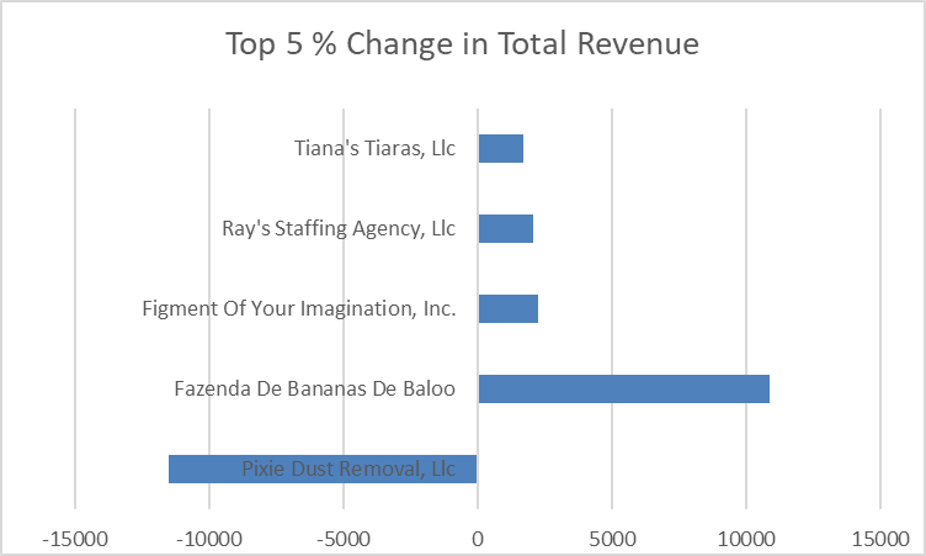 Top 5 % Change in Total Revenue
Tiana's Tiaras, Llc
Ray's Staffing Agency, Llc
Figment Of Your Imagination, Inc.
Fazenda De Bananas De Baloo
Pixie Dust Removal, Llc
-15000 -10000 -5000 0 5000 10000 15000